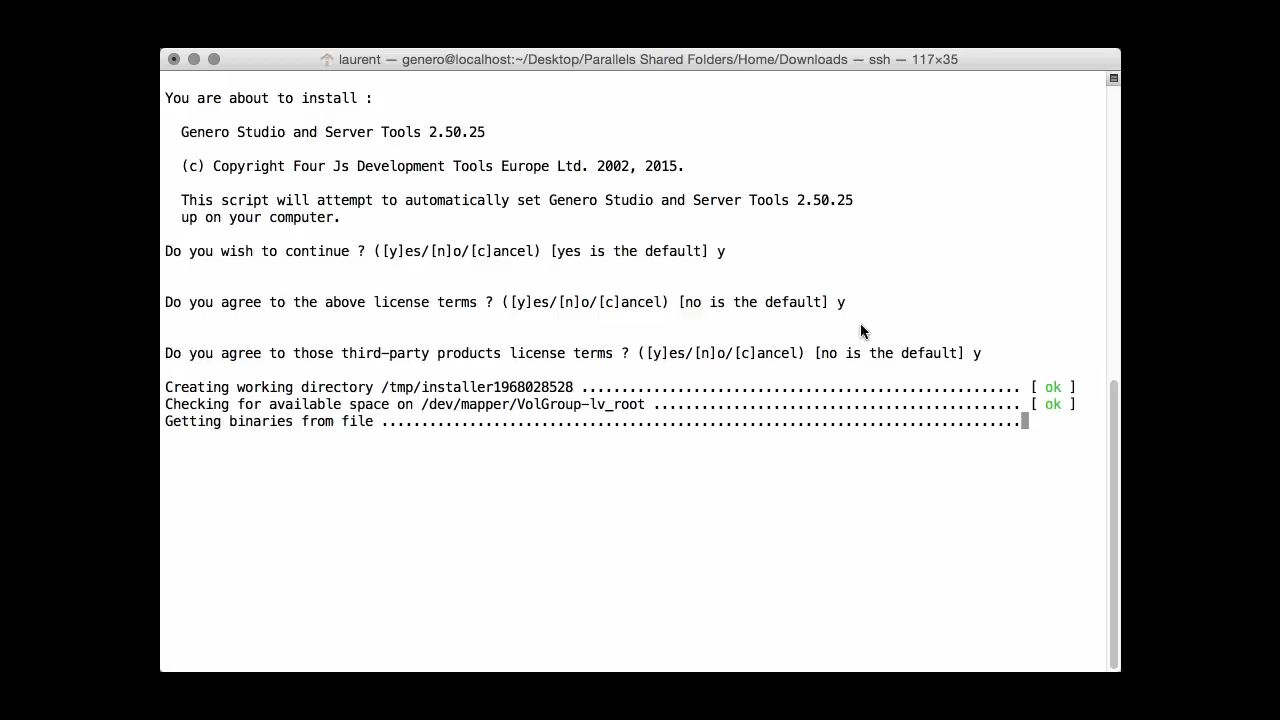 laurent — genero@localhost:~/Desktop/Parallels Shared Folders/Home/Downloads — ssh — 117×35
You are about to install :
Genero Studio and Server Tools 2.50.25
(c) Copyright Four Js Development Tools Europe Ltd. 2002, 2015.
This script will attempt to automatically set Genero Studio and Server Tools 2.50.25
up on your computer.
Do you wish to continue ? ([y]es/[n]o/[c]ancel) [yes is the default] y
Do you agree to the above license terms ? ([y]es/[n]o/[c]ancel) [no is the default] y
Do you agree to those third-party products license terms ? ([y]es/[n]o/[c]ancel) [no is the default] y
Creating working directory /tmp/installer1968028528 ....................................................... [ ok ]
Checking for available space on /dev/mapper/VolGroup-lv_root .............................................. [ ok ]
Getting binaries from file ................................................................................